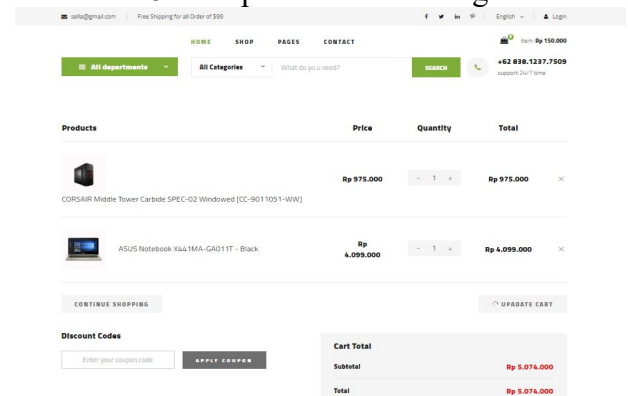 sella@gmail.com Free Shipping for all Order of $99 English Login
HOME SHOP PAGES CONTACT item: Rp 150.000
All departments All Categories What do yo u need? SEARCH +62 838.1237.7509
support 24/7 time
Products Price Quantity Total
Rp 975.000 - 1 + Rp 975.000 ×
CORSAIR Middle Tower Carbide SPEC-02 Windowed [CC-9011051-WW]
ASUS Notebook X441MA-GA011T - Black Rp
4.099.000 - 1 + Rp 4.099.000 ×
CONTINUE SHOPPING UPADATE CART
Discount Codes
Enter your coupon code APPLY COUPON
Cart Total
Subtotal Rp 5.074.000
Total Rp 5.074.000